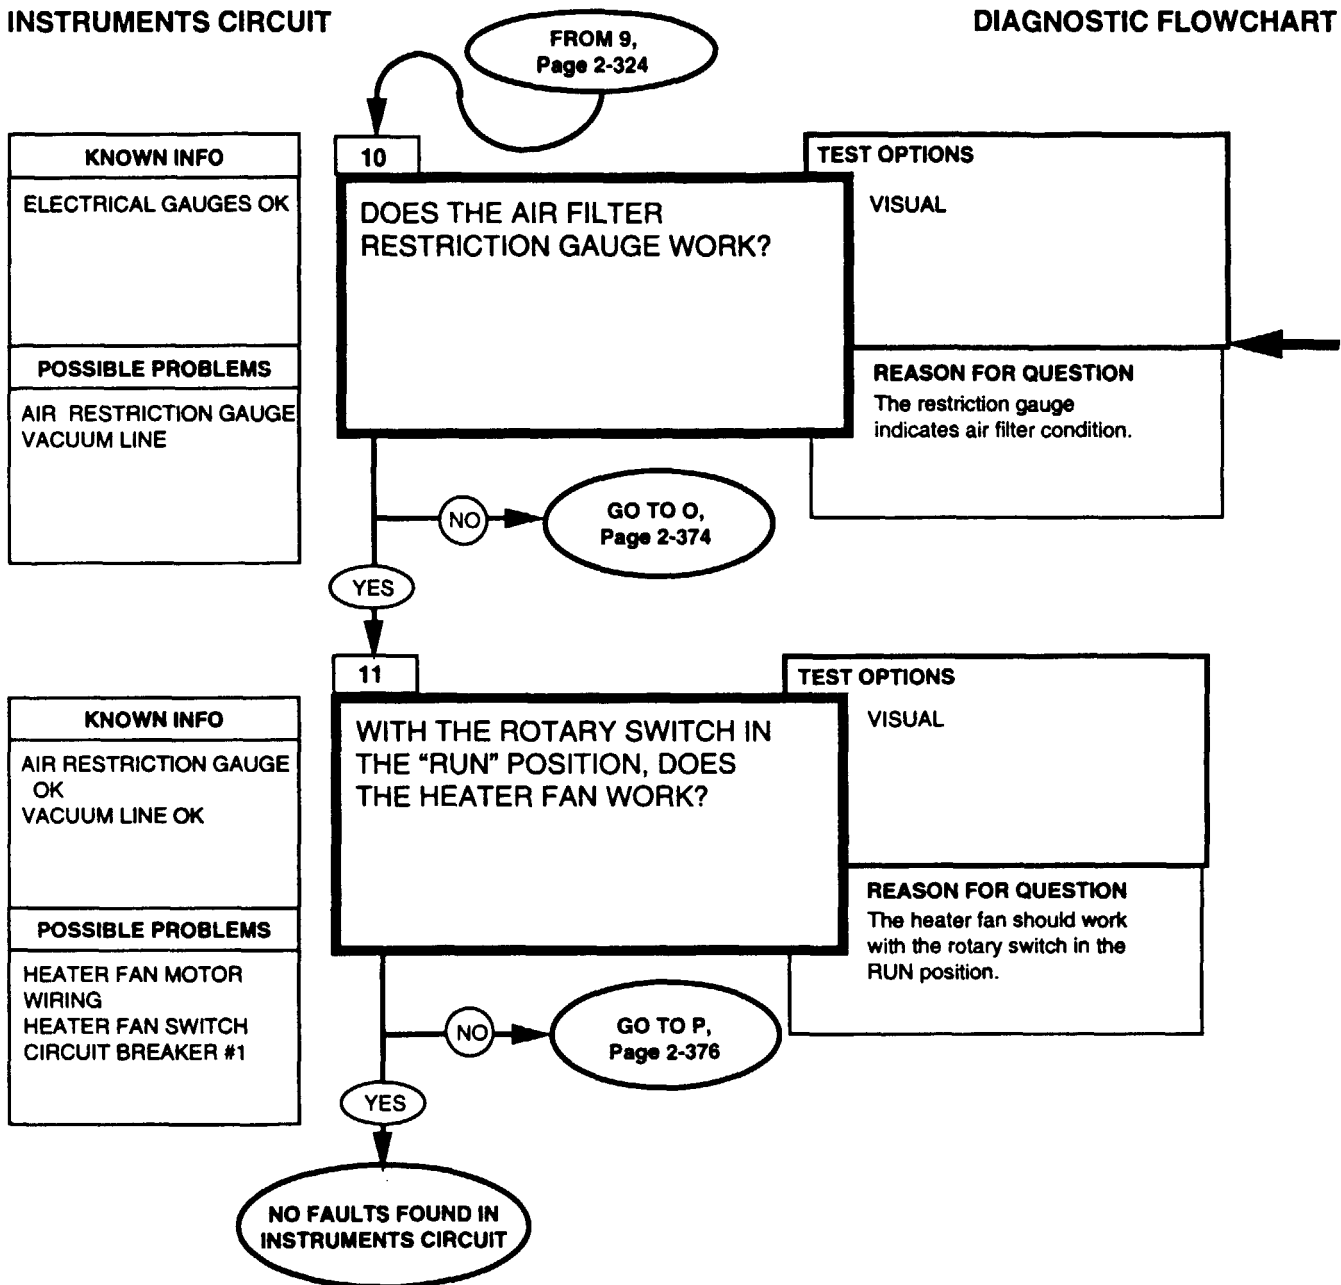 INSTRUMENTS CIRCUIT
DIAGNOSTIC FLOWCHART
FROM 9,
Page 2-324
KNOWN INFO
ELECTRICAL GAUGES OK
POSSIBLE PROBLEMS
AIR RESTRICTION GAUGE
VACUUM LINE
10
DOES THE AIR FILTER
RESTRICTION GAUGE WORK?
TEST OPTIONS
VISUAL
REASON FOR QUESTION
The restriction gauge
indicates air filter condition.
NO
GO TO O,
Page 2-374
YES
KNOWN INFO
AIR RESTRICTION GAUGE
OK
VACUUM LINE OK
POSSIBLE PROBLEMS
HEATER FAN MOTOR
WIRING
HEATER FAN SWITCH
CIRCUIT BREAKER #1
11
WITH THE ROTARY SWITCH IN
THE “RUN” POSITION, DOES
THE HEATER FAN WORK?
TEST OPTIONS
VISUAL
REASON FOR QUESTION
The heater fan should work
with the rotary switch in the
RUN position.
NO
GO TO P,
Page 2-376
YES
NO FAULTS FOUND IN
INSTRUMENTS CIRCUIT